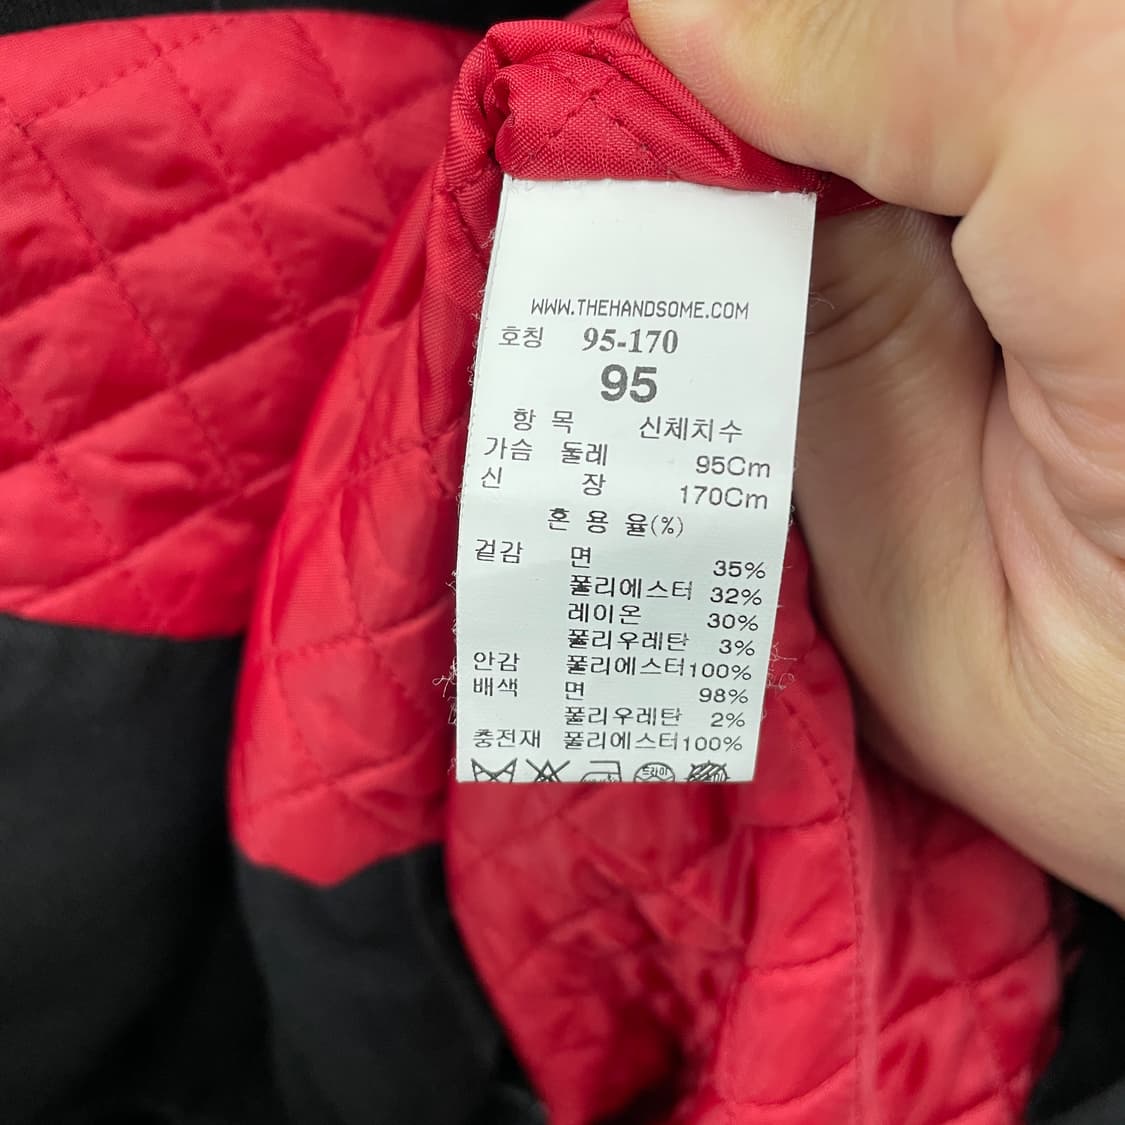 WWW.THEHANDSOME.COM
호칭 95-170
95
항 목 신체치수
가슴 둘레 95Cm
신 장 170Cm
혼 용 율(%)
겉감 면 35%
폴리에스터 32%
레이온 30%
폴리우레탄 3%
안감 폴리에스터100%
배색 면 98%
폴리우레탄 2%
충전재 폴리에스터100%
드라이